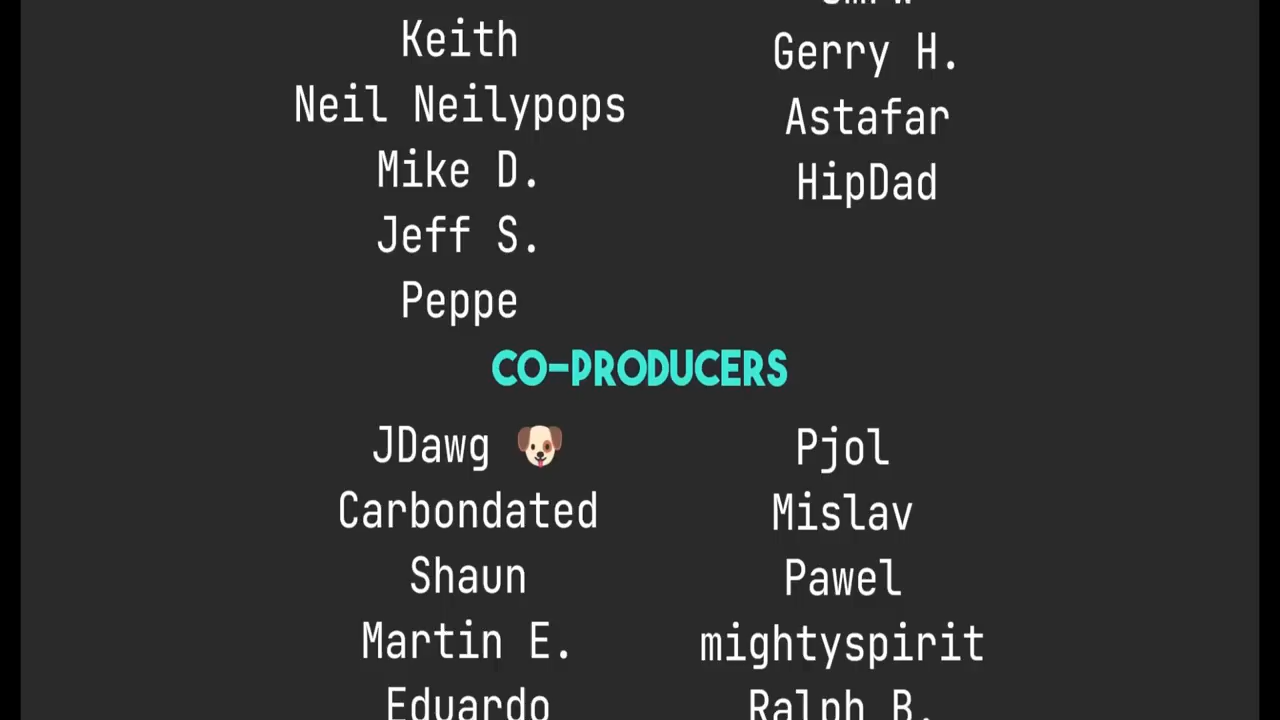 Keith
Neil Neilypops
Mike D.
Jeff S.
Peppe
Gerry H.
Astafar
HipDad
CO-PRODUCERS
JDawg 🐶
Carbondated
Shaun
Martin E.
Eduardo
Pjol
Mislav
Pawel
mightyspirit
Ralph B.